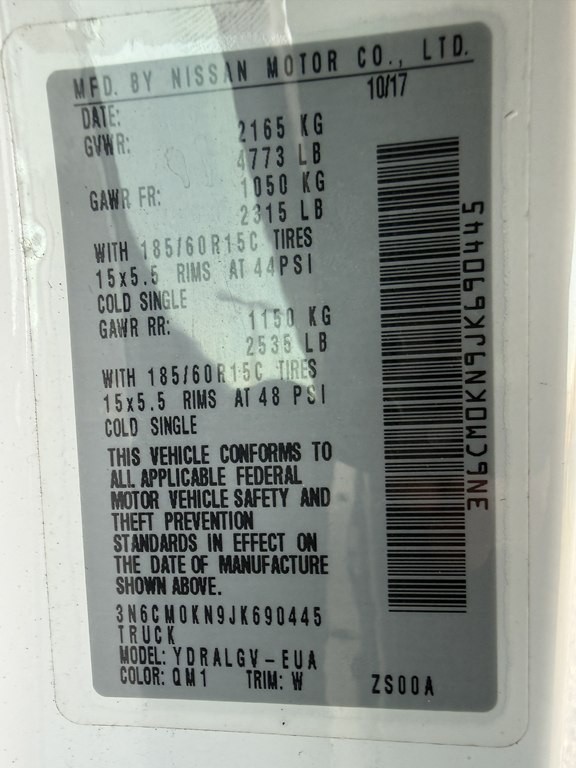 MFD. BY NISSAN MOTOR CO., LTD.
DATE: 10/17
GVWR: 2165 KG
4773 LB
GAWR FR: 1050 KG
2315 LB
WITH 185/60R15C TIRES
15x5.5 RIMS AT 44PSI
COLD SINGLE
GAWR RR: 1150 KG
2535 LB
WITH 185/60R15C TIRES
15x5.5 RIMS AT 48 PSI
COLD SINGLE
THIS VEHICLE CONFORMS TO
ALL APPLICABLE FEDERAL
MOTOR VEHICLE SAFETY AND
THEFT PREVENTION
STANDARDS IN EFFECT ON
THE DATE OF MANUFACTURE
SHOWN ABOVE.
3N6CM0KN9JK690445
TRUCK
MODEL: YDRALGV-EUA
COLOR: QM1 TRIM: W ZS00A
3N6CM0KN9JK690445